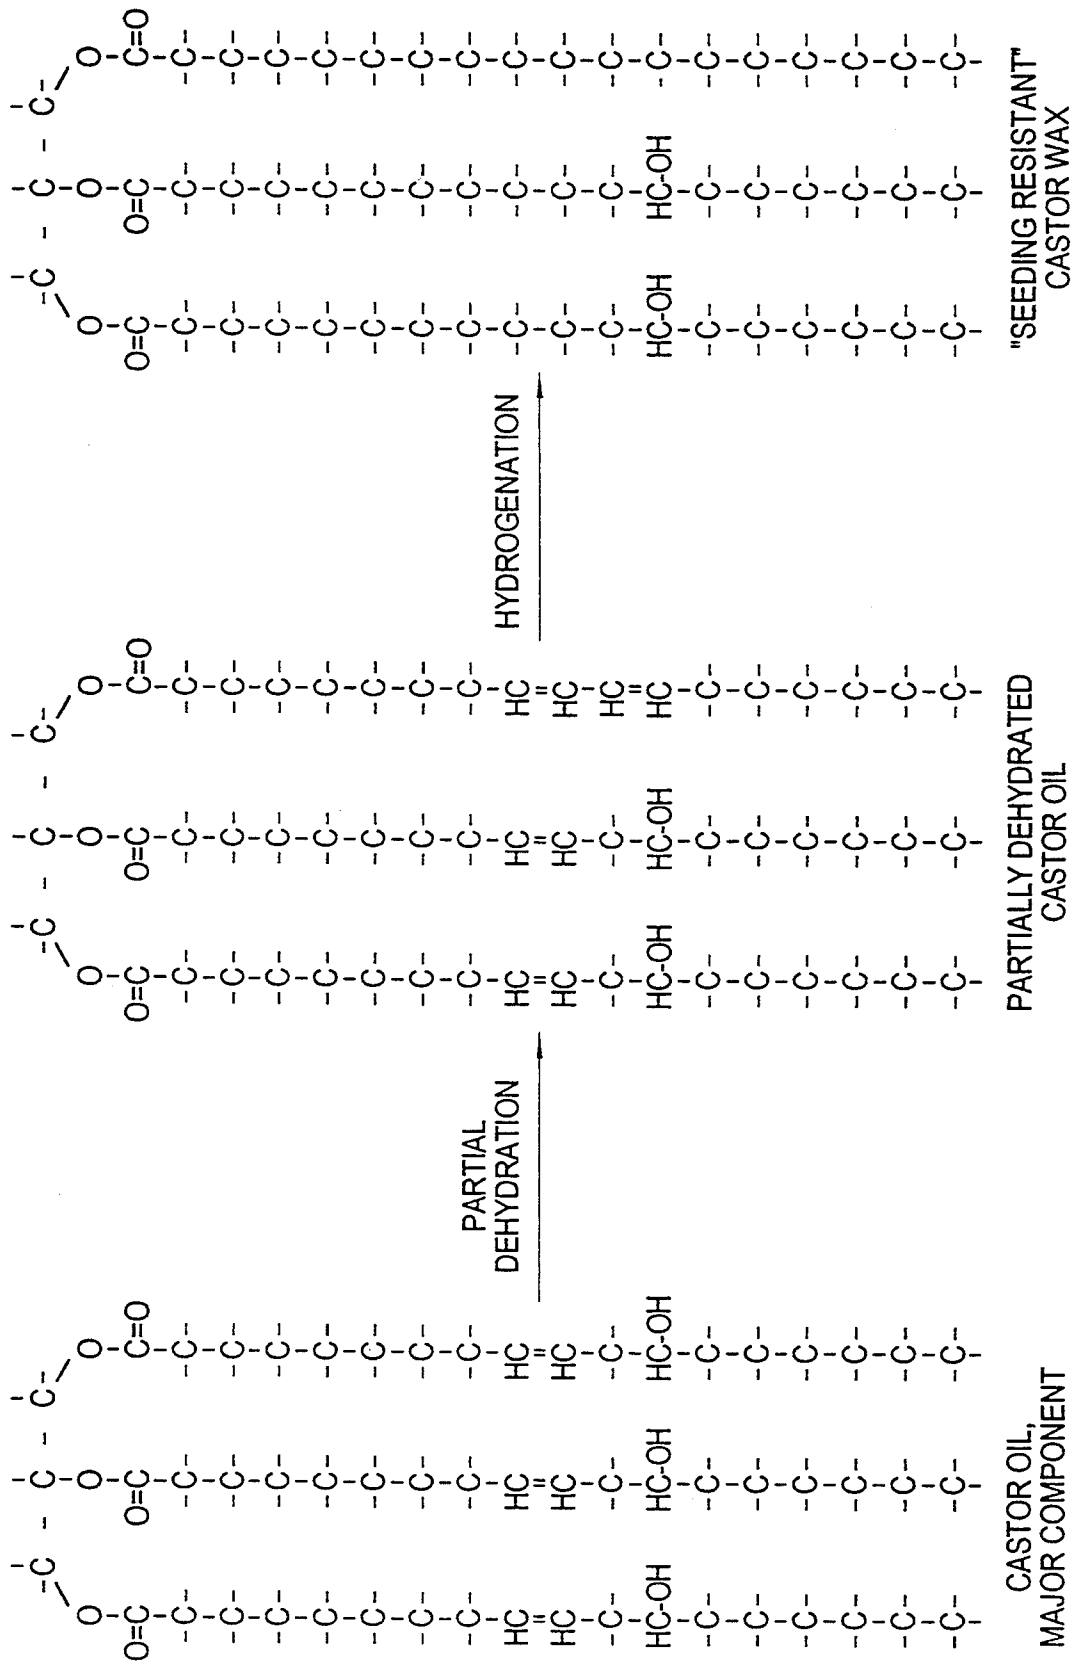 PARTIAL
DEHYDRATION
HYDROGENATION
CASTOR OIL,
MAJOR COMPONENT
PARTIALLY DEHYDRATED
CASTOR OIL
"SEEDING RESISTANT"
CASTOR WAX